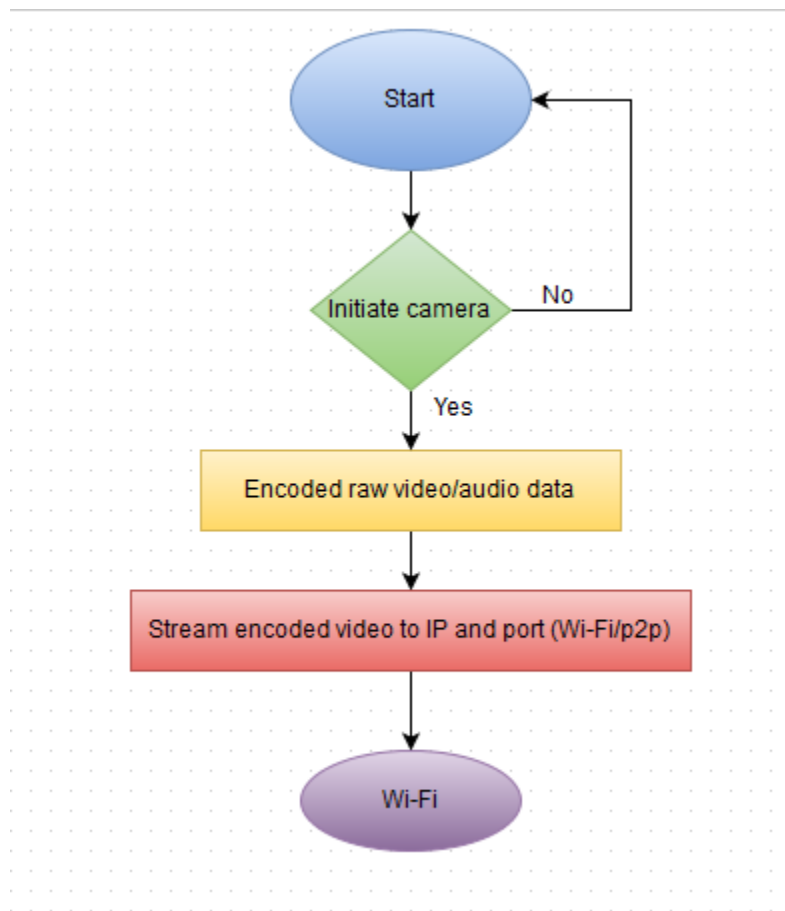 Start
Initiate camera
No
Yes
Encoded raw video/audio data
Stream encoded video to IP and port (Wi-Fi/p2p)
Wi-Fi